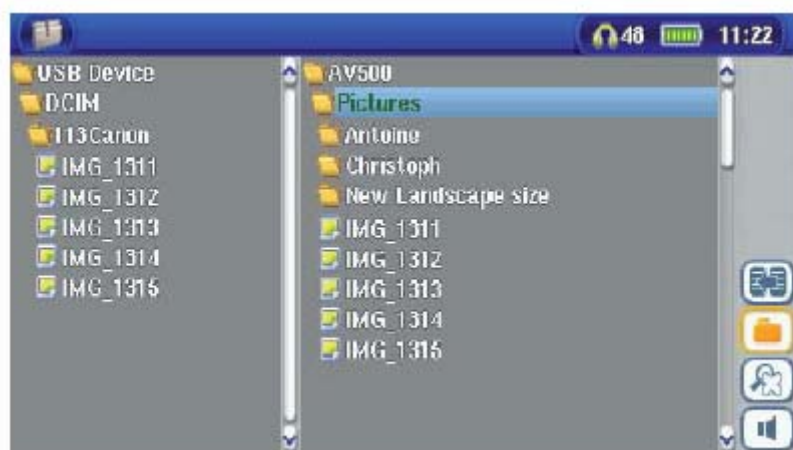 48 11:22
USB Device
DCIM
113Canon
IMG_1311
IMG_1312
IMG_1313
IMG_1314
IMG_1315
AV500
Pictures
Antoine
Christoph
New Landscape size
IMG_1311
IMG_1312
IMG_1313
IMG_1314
IMG_1315